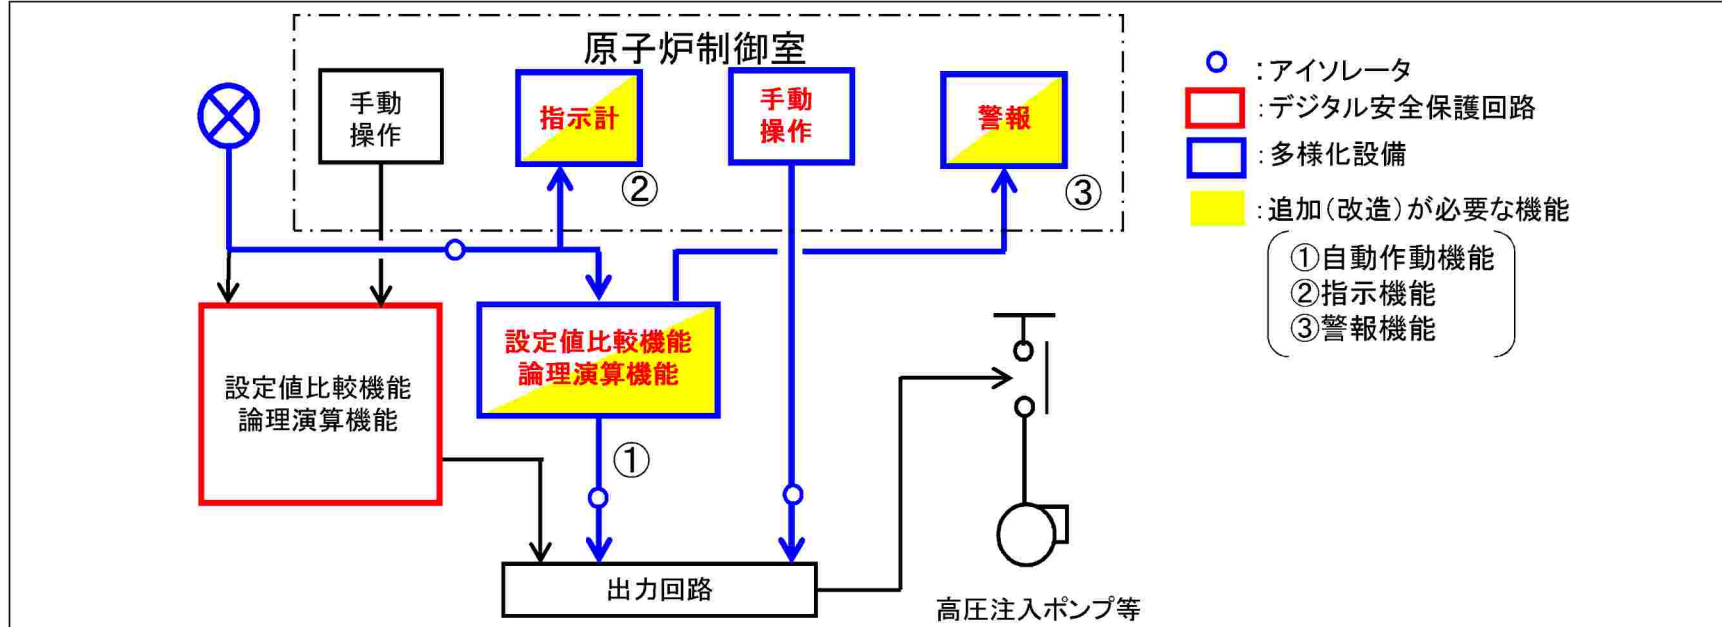 原子炉制御室
手動
操作
指示計
②
手動
操作
警報
③
設定値比較機能
論理演算機能
設定値比較機能
論理演算機能
①
出力回路
高圧注入ポンプ等
：アイソレータ
：デジタル安全保護回路
：多様化設備
：追加（改造）が必要な機能
①自動作動機能
②指示機能
③警報機能